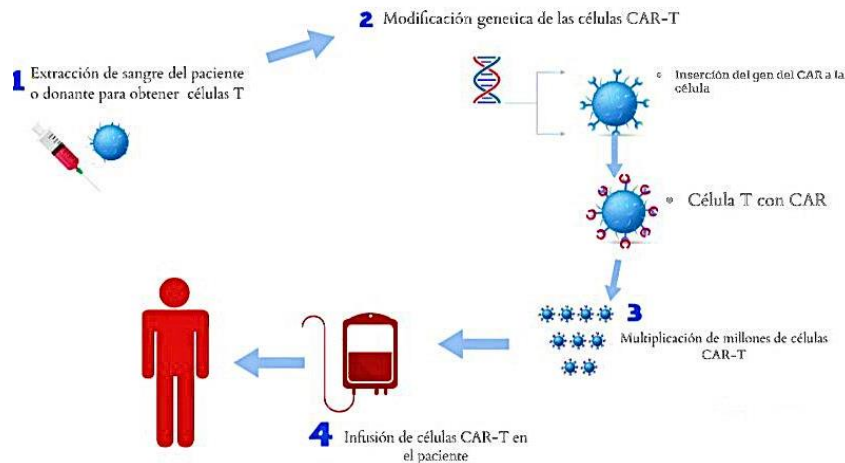 1 Extracción de sangre del paciente
o donante para obtener células T
2 Modificación genetica de las células CAR-T
Inserción del gen del CAR a la
célula
Célula T con CAR
3
Multiplicación de millones de células
CAR-T
4 Infusión de células CAR-T en
el paciente